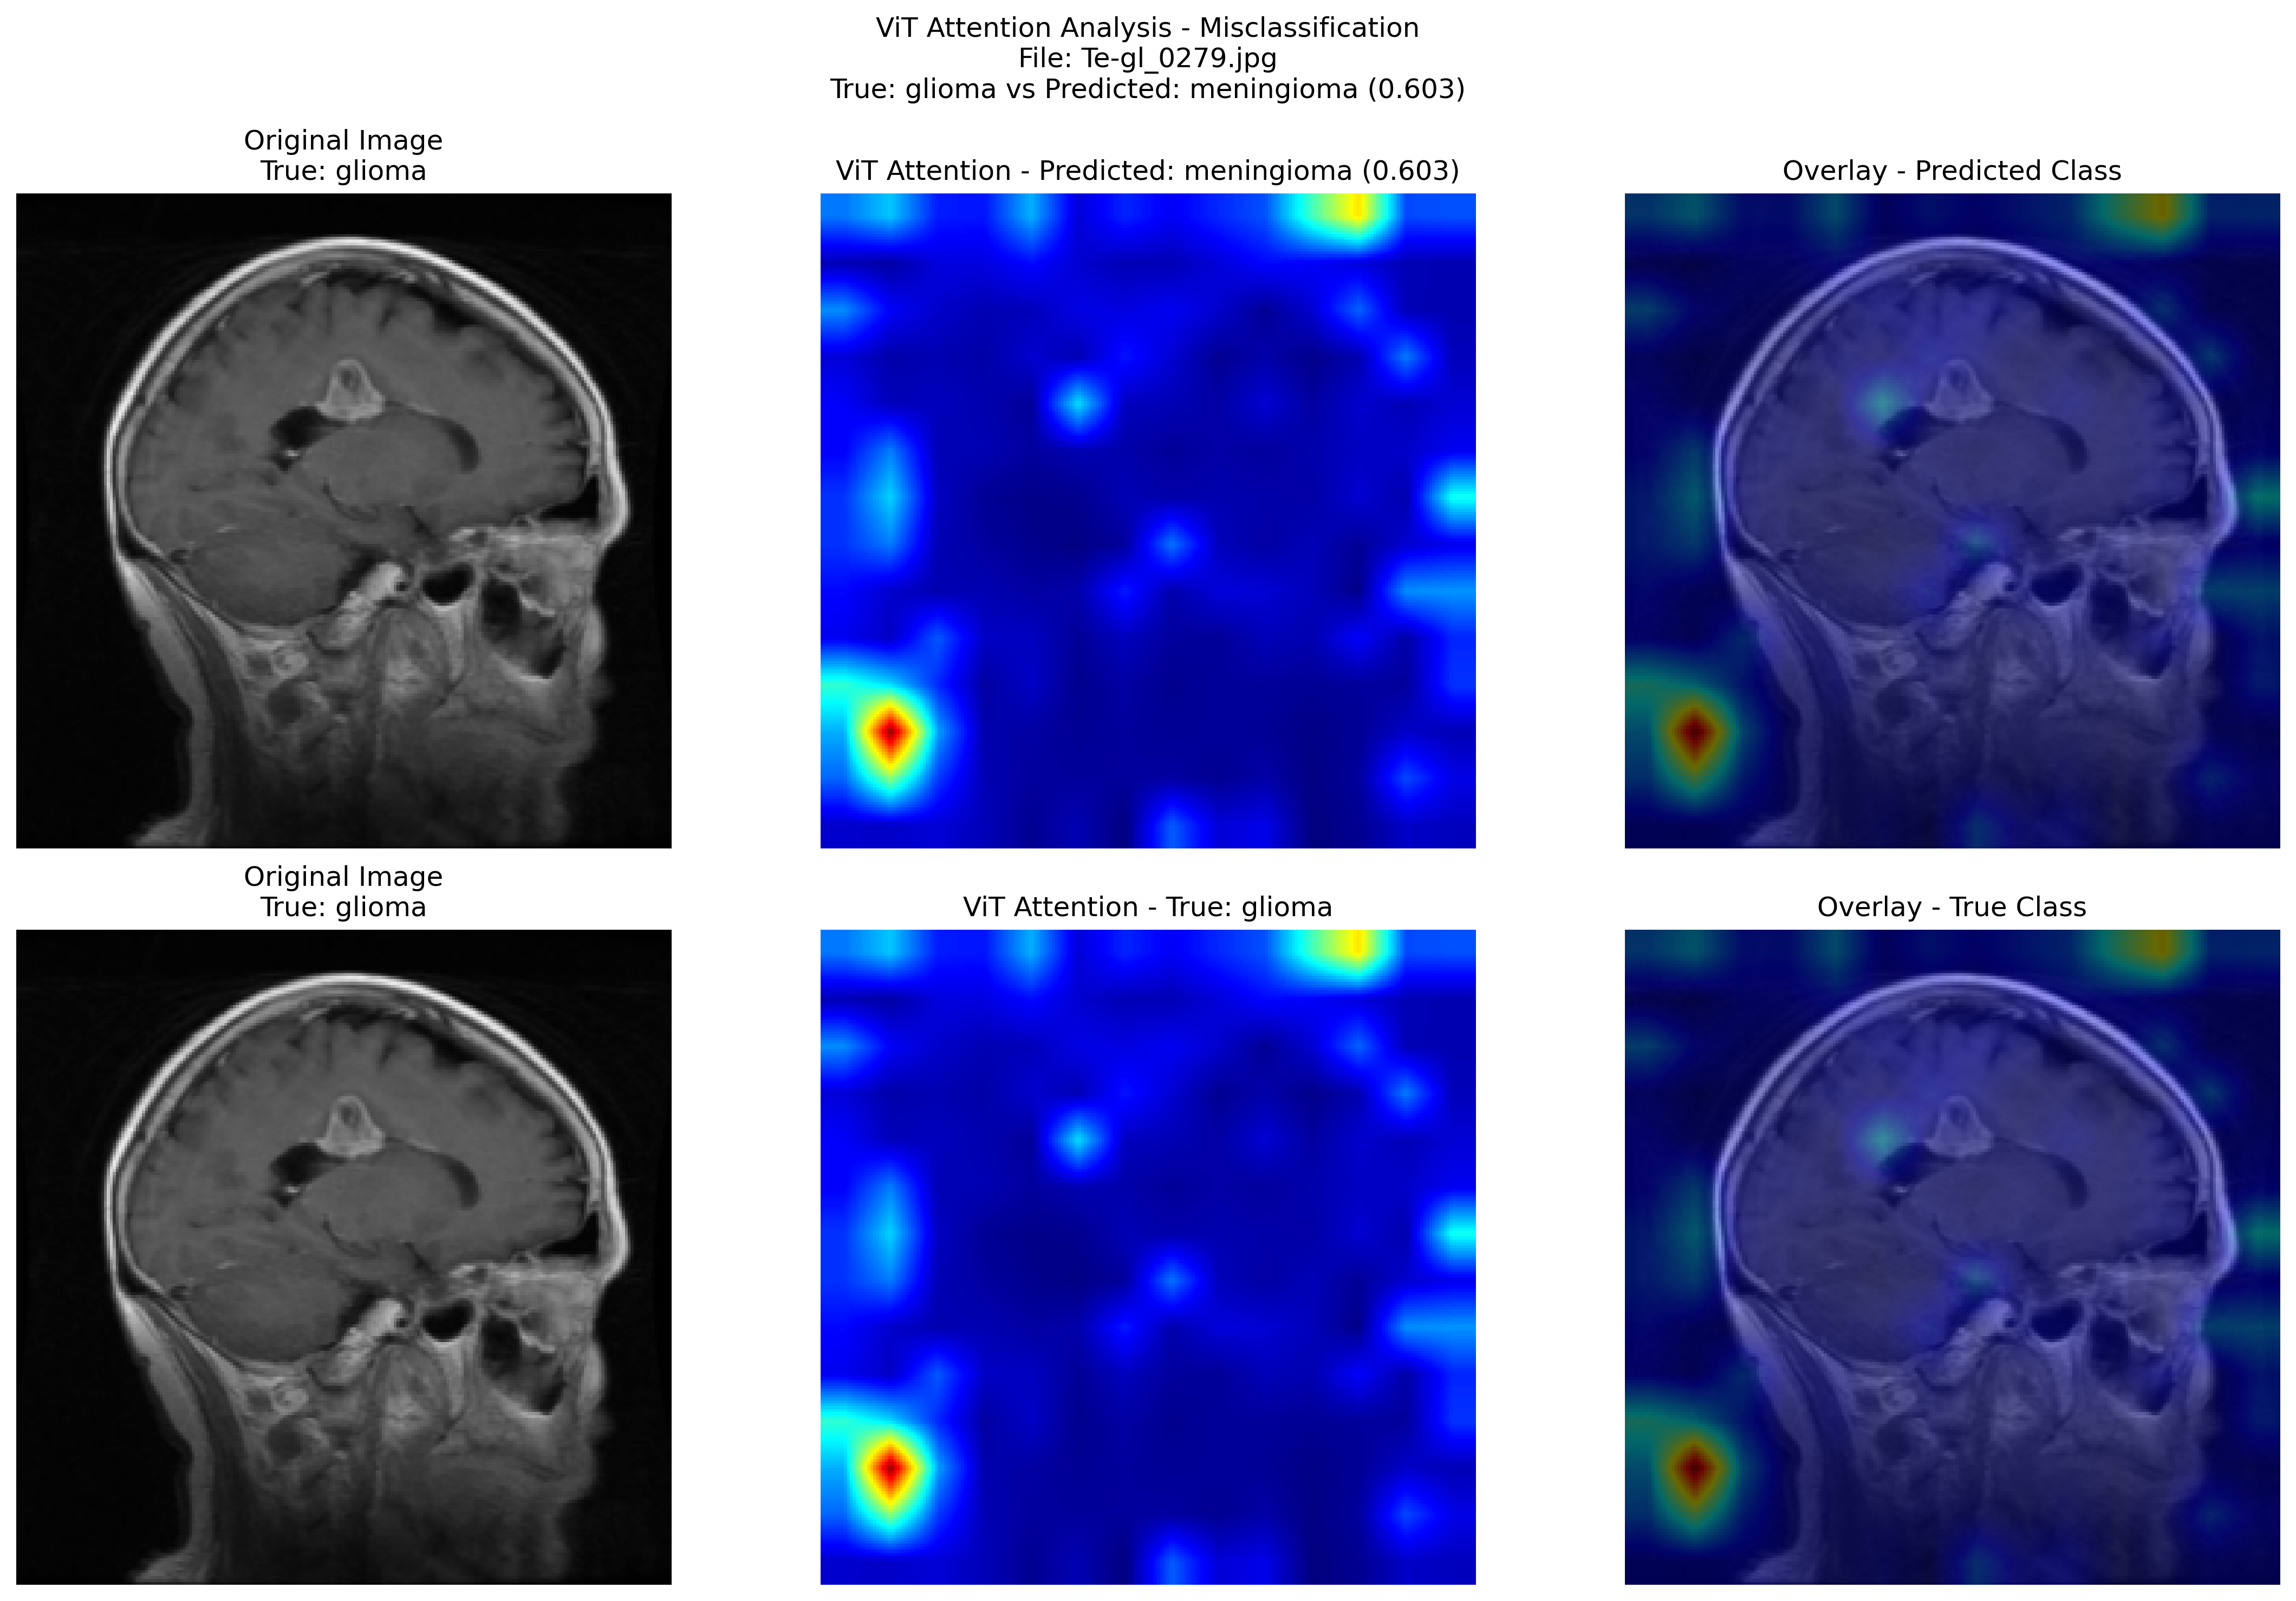 ViT Attention Analysis - Misclassification
File: Te-gl_0279.jpg
True: glioma vs Predicted: meningioma (0.603)
Original Image
True: glioma
ViT Attention - Predicted: meningioma (0.603)
Overlay - Predicted Class
Original Image
True: glioma
ViT Attention - True: glioma
Overlay - True Class